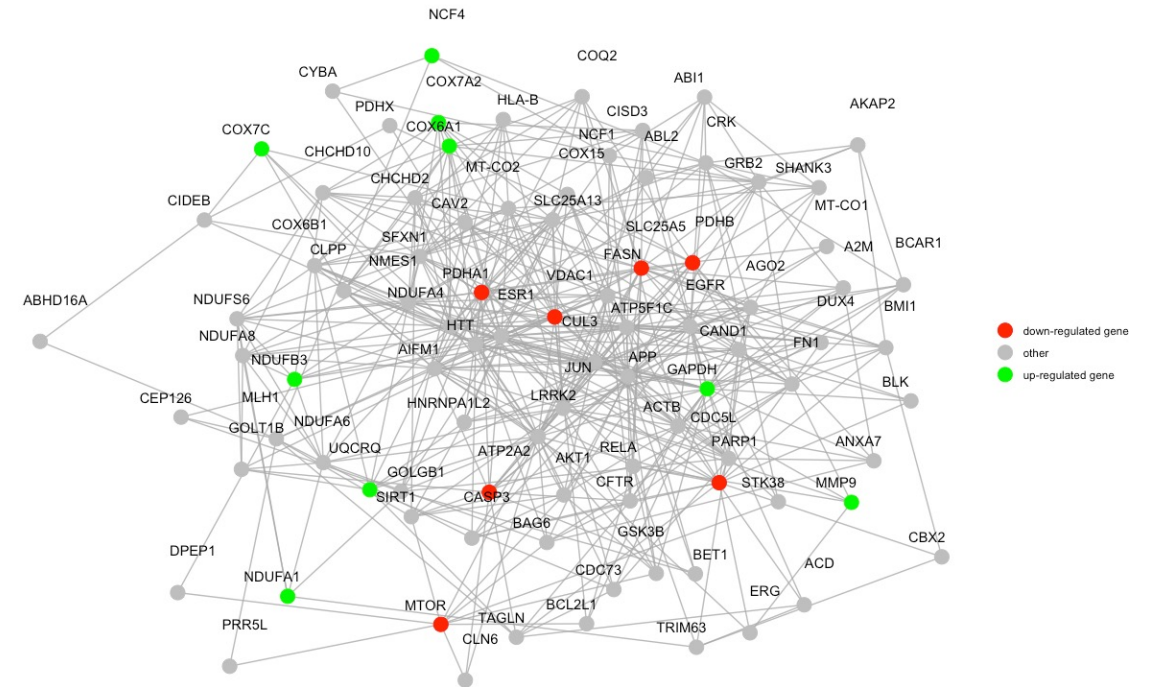 NCF4
COQ2
CYBA
COX7A2
ABI1
HLA-B
AKAP2
PDHX
CISD3
CRK
COX7C
COX6A1
NCF1
ABL2
CHCHD10
COX15
GRB2
SHANK3
MT-CO2
CHCHD2
CIDEB
CAV2
SLC25A13
MT-CO1
COX6B1
SLC25A5
PDHB
SFXN1
A2M
BCAR1
CLPP
NMES1
FASN
AGO2
PDHA1
VDAC1
EGFR
ABHD16A
NDUFS6
NDUFA4
ESR1
DUX4
BMI1
ATP5F1C
HTT
CUL3
CAND1
down-regulated gene
NDUFA8
FN1
AIFM1
other
NDUFB3
APP
JUN
GAPDH
up-regulated gene
BLK
CEP126
MLH1
LRRK2
HNRNPA1L2
ACTB
CDC5L
GOLT1B
NDUFA6
PARP1
ANXA7
UQCRQ
ATP2A2
RELA
AKT1
GOLGB1
CFTR
STK38
MMP9
SIRT1
CASP3
BAG6
GSK3B
CBX2
DPEP1
BET1
ACD
CDC73
NDUFA1
ERG
MTOR
BCL2L1
TAGLN
PRR5L
TRIM63
CLN6